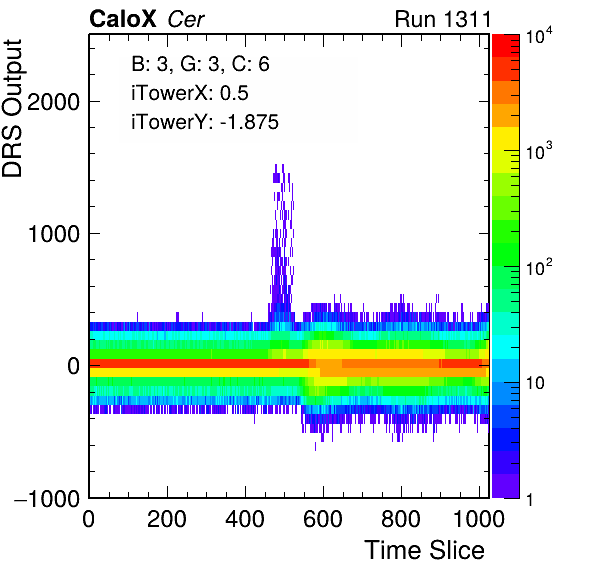 CaloX Cer Run 1311
B: 3, G: 3, C: 6
iTowerX: 0.5
iTowerY: -1.875
DRS Output
2000
1000
0
−1000
0 200 400 600 800 1000
Time Slice
10^4
10^3
10^2
10
1